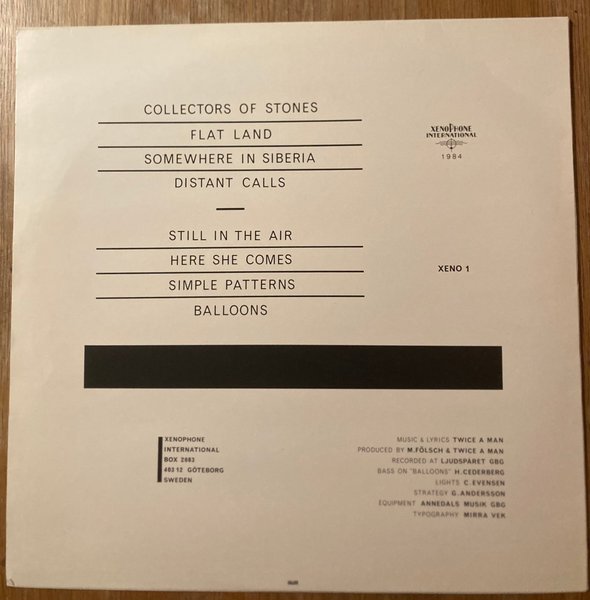 COLLECTORS OF STONES
FLAT LAND
SOMEWHERE IN SIBERIA
DISTANT CALLS
STILL IN THE AIR
HERE SHE COMES
SIMPLE PATTERNS
BALLOONS
XENOPHONE
INTERNATIONAL
1984
XENO 1
XENOPHONE
INTERNATIONAL
BOX 2063
403 12 GÖTEBORG
SWEDEN
MUSIC & LYRICS TWICE A MAN
PRODUCED BY M.FÖLSCH & TWICE A MAN
RECORDED AT LJUDSPÅRET GBG
BASS ON "BALLOONS" H.CEDERBERG
LIGHTS C.EVENSEN
STRATEGY G.ANDERSSON
EQUIPMENT ANNEDALS MUSIK GBG
TYPOGRAPHY MIRRA VEK